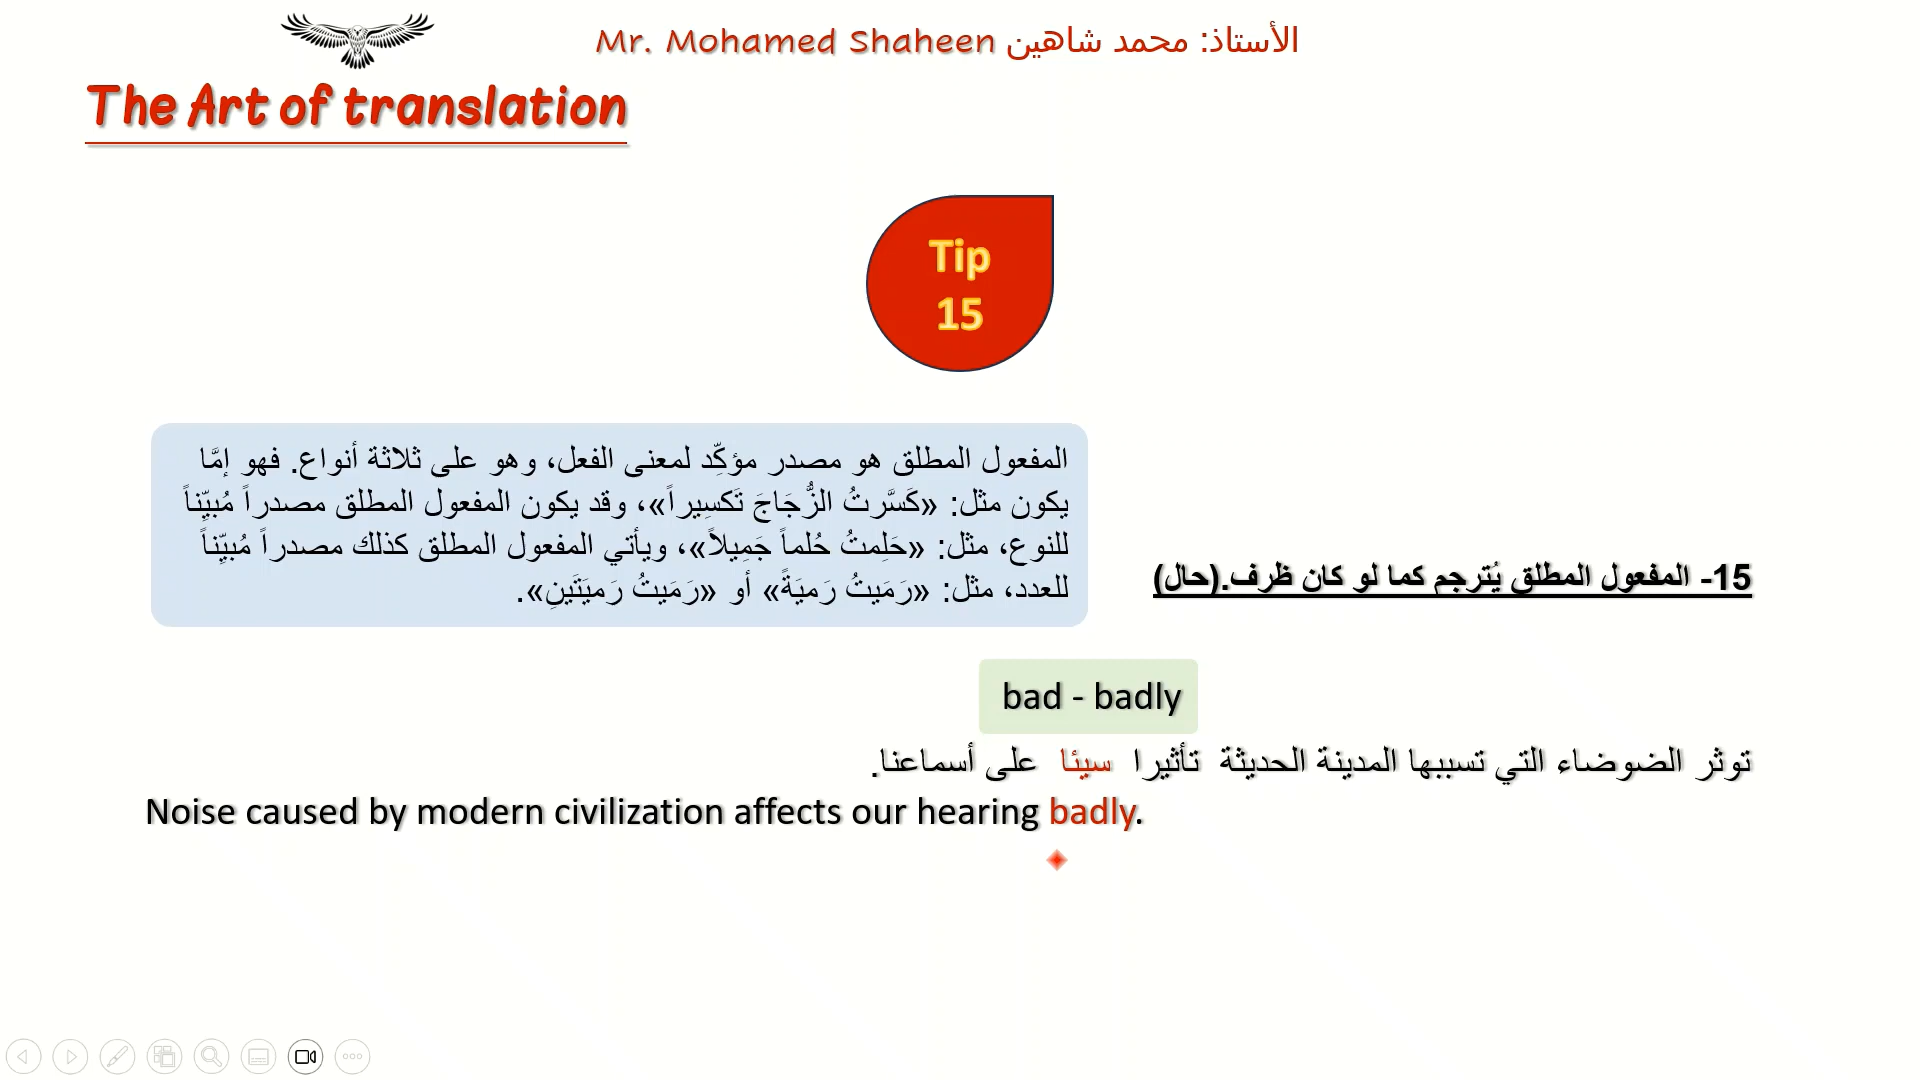 Mr. Mohamed Shaheen الأستاذ: محمد شاهين
The Art of translation
Tip
15
المفعول المطلق هو مصدر مؤكِّد لمعنى الفعل، وهو على ثلاثة أنواع. فهو إمَّا
يكون مثل: «كَسَّرتُ الزُّجَاجَ تَكسِيراً»، وقد يكون المفعول المطلق مصدراً مُبيِّناً
للنوع، مثل: «حَلِمتُ حُلماً جَمِيلاً»، ويأتي المفعول المطلق كذلك مصدراً مُبيِّناً
للعدد، مثل: «رَمَيتُ رَميَةً» أو «رَمَيتُ رَميَتَينِ».
15- المفعول المطلق يُترجم كما لو كان ظرف.(حال)
bad - badly
توثر الضوضاء التي تسببها المدينة الحديثة تأثيرا سيئا على أسماعنا.
Noise caused by modern civilization affects our hearing badly.